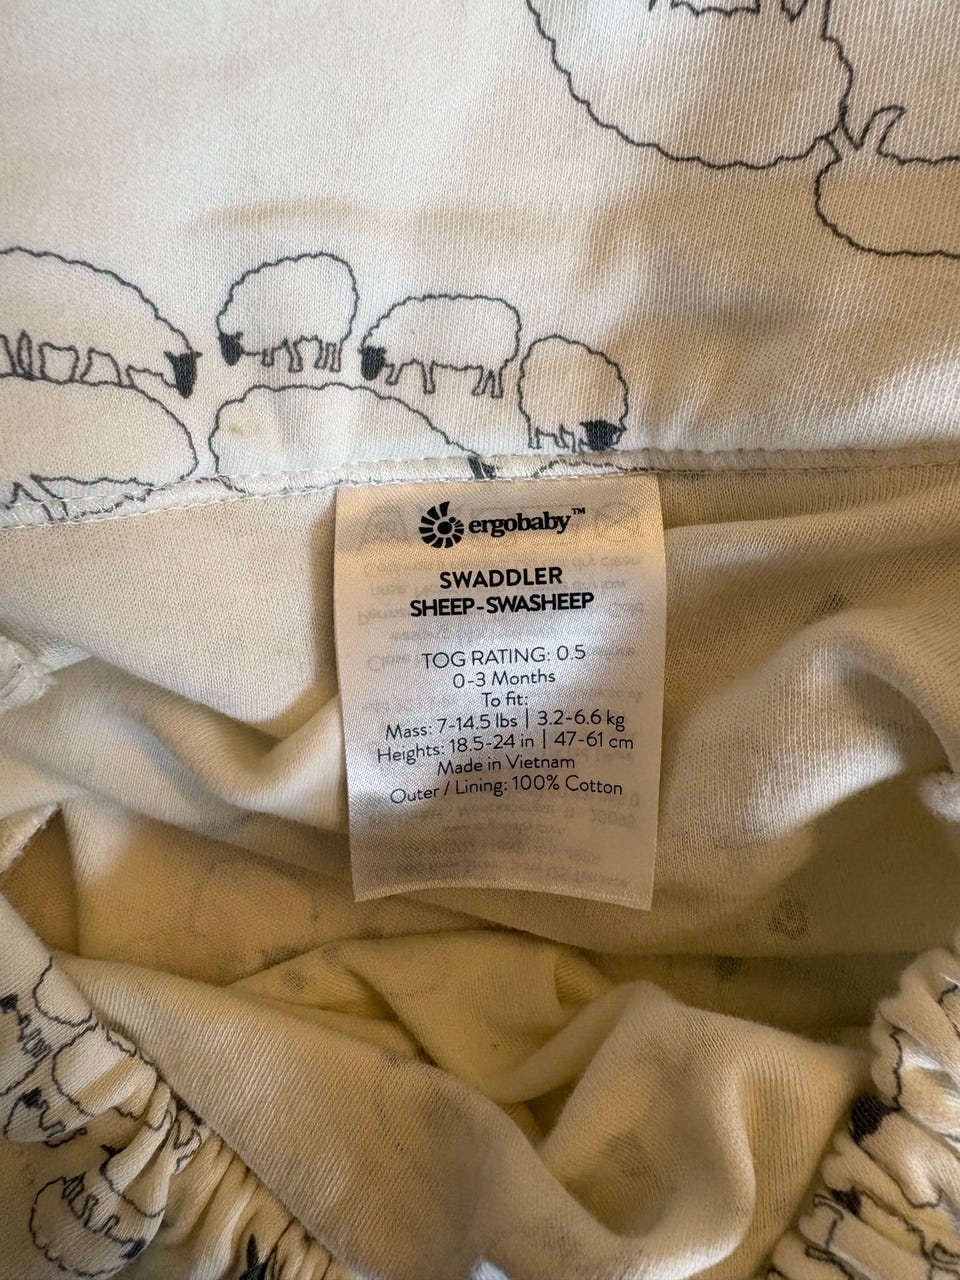 ergobaby™
SWADDLER
SHEEP-SWASHEEP
TOG RATING: 0.5
0-3 Months
To fit:
Mass: 7-14.5 lbs | 3.2-6.6 kg
Heights: 18.5-24 in | 47-61 cm
Made in Vietnam
Outer / Lining: 100% Cotton